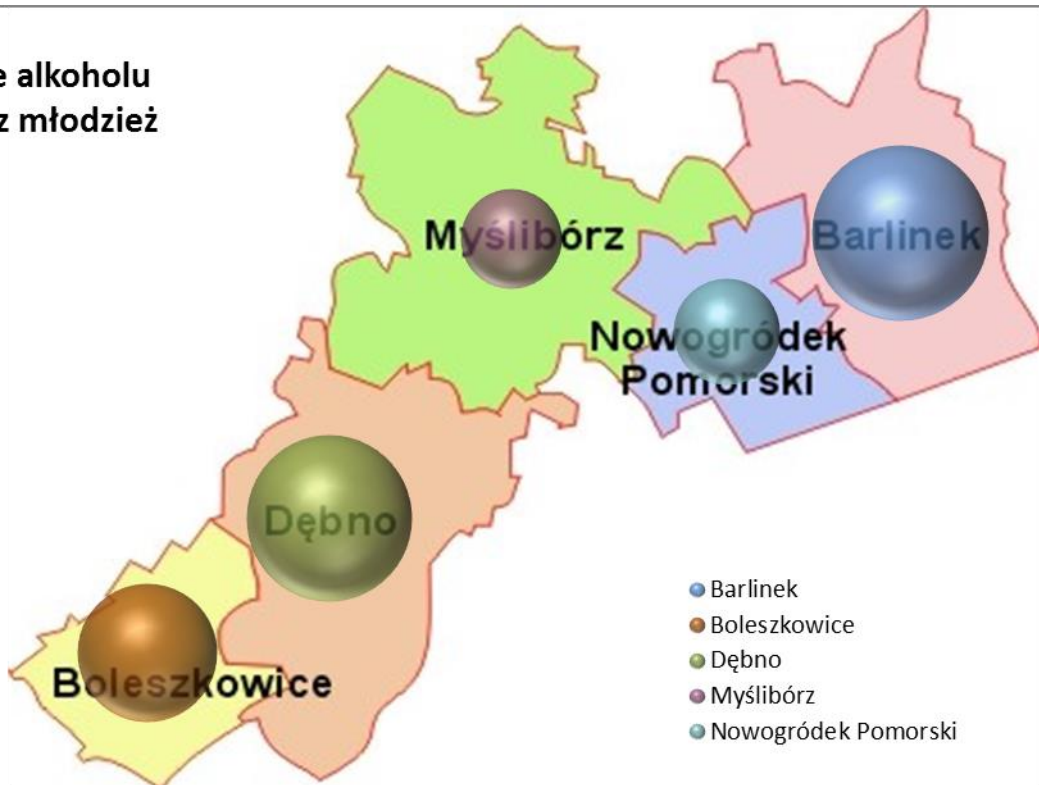 e alkoholu
z młodzież
Myślibórz
Barlinek
Nowogródek
Pomorski
Dębno
Boleszkowice
Barlinek
Boleszkowice
Dębno
Myślibórz
Nowogródek Pomorski